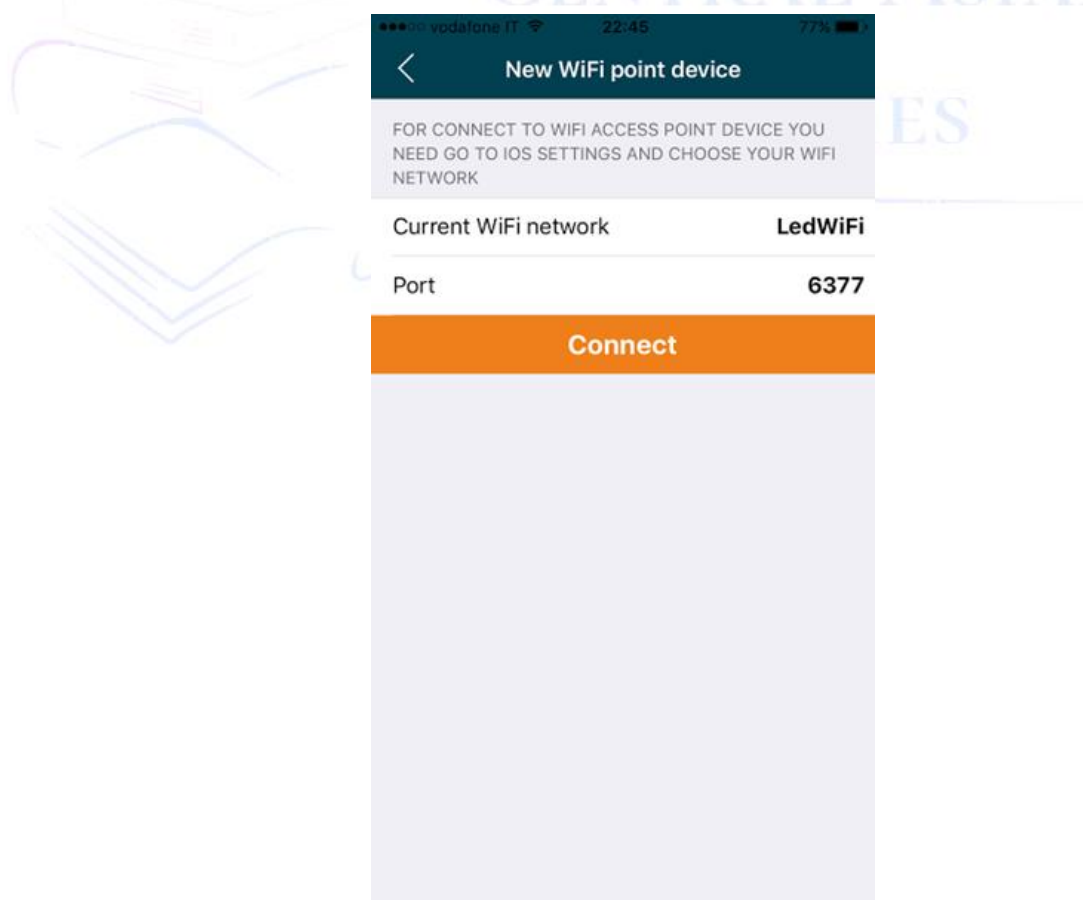 vodafone IT 22:45 77%
New WiFi point device
FOR CONNECT TO WIFI ACCESS POINT DEVICE YOU
NEED GO TO IOS SETTINGS AND CHOOSE YOUR WIFI
NETWORK
Current WiFi network LedWiFi
Port 6377
Connect